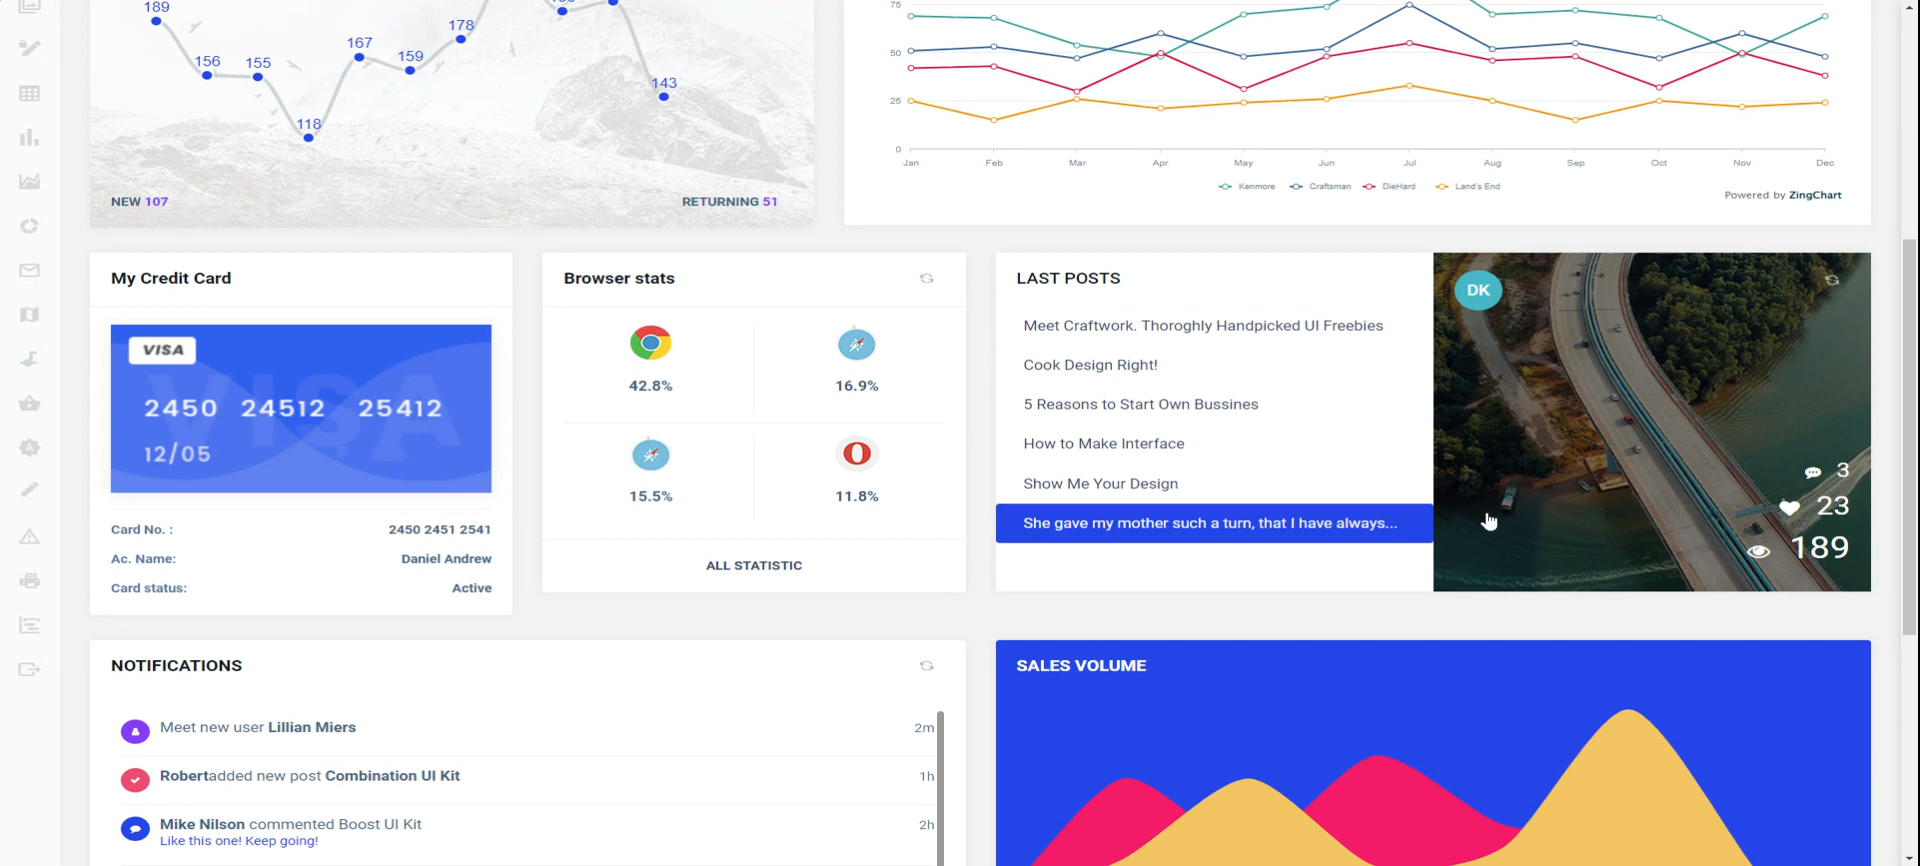 189
156
155
118
167
159
178
143
NEW 107
RETURNING 51
75
50
25
0
Jan Feb Mar Apr May Jun Jul Aug Sep Oct Nov Dec
Kenmore Craftsman DieHard Land's End
Powered by ZingChart
My Credit Card
VISA
VISA
2450 24512 25412
12/05
Card No. : 2450 2451 2541
Ac. Name: Daniel Andrew
Card status: Active
Browser stats
42.8% 16.9%
15.5% 11.8%
ALL STATISTIC
LAST POSTS
Meet Craftwork. Thoroghly Handpicked UI Freebies
Cook Design Right!
5 Reasons to Start Own Bussines
How to Make Interface
Show Me Your Design
She gave my mother such a turn, that I have always...
DK
3
23
189
NOTIFICATIONS
Meet new user Lillian Miers 2m
Robertadded new post Combination UI Kit 1h
Mike Nilson commented Boost UI Kit 2h
Like this one! Keep going!
SALES VOLUME